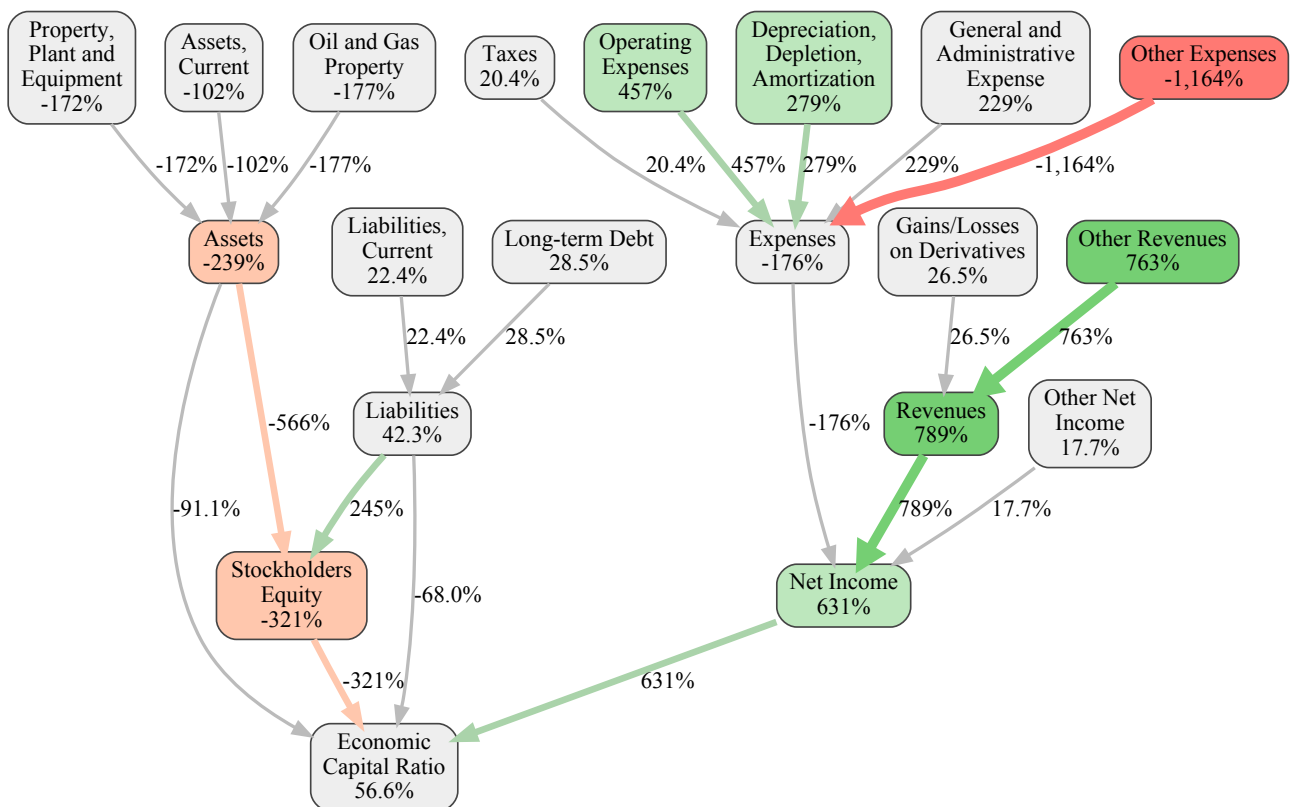 Property,
Plant and
Equipment
-172%
Assets,
Current
-102%
Oil and Gas
Property
-177%
Taxes
20.4%
Operating
Expenses
457%
Depreciation,
Depletion,
Amortization
279%
General and
Administrative
Expense
229%
Other Expenses
-1,164%
-172%
-102%
-177%
20.4%
457%
279%
229%
-1,164%
Assets
-239%
Liabilities,
Current
22.4%
Long-term Debt
28.5%
Expenses
-176%
Gains/Losses
on Derivatives
26.5%
Other Revenues
763%
22.4%
28.5%
26.5%
763%
-566%
Liabilities
42.3%
-176%
Revenues
789%
Other Net
Income
17.7%
-91.1%
245%
789%
17.7%
Stockholders
Equity
-321%
-68.0%
Net Income
631%
-321%
631%
Economic
Capital Ratio
56.6%